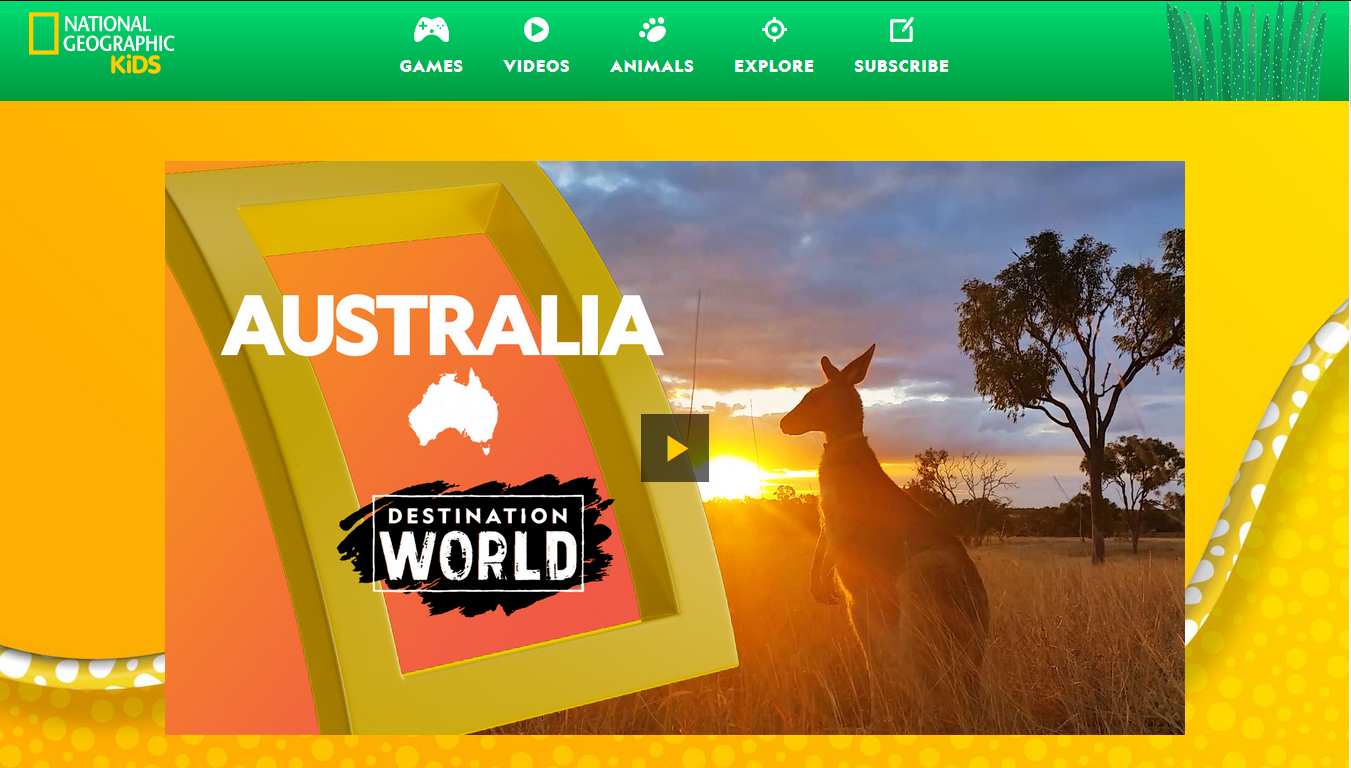 NATIONAL
GEOGRAPHIC
KiDS
GAMES
VIDEOS
ANIMALS
EXPLORE
SUBSCRIBE
AUSTRALIA
DESTINATION
WORLD